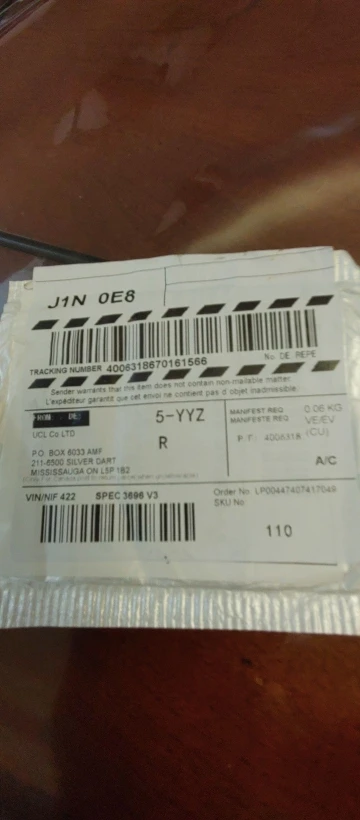 J1N 0E8
TRACKING NUMBER 4006318670161566
No. DE REPE
Sender warrants that this item does not contain non-mailable matter
L'expéditeur garantit que cet envoi ne contient pas d objet inadmissible.
FROM DE
UCL Co LTD
P.O. BOX 6033 AMF
211-6500 SILVER DART
MISSISSAUGA ON L5P 1B2
5-YYZ
R
MANIFEST REQ
MANIFESTE REQ
0.06 KG
VE/EV
(CU)
P/F: 4006318
A/C
VIN/NIF 422 SPEC 3696 V3
Order No LP00447407417049
SKU No
110